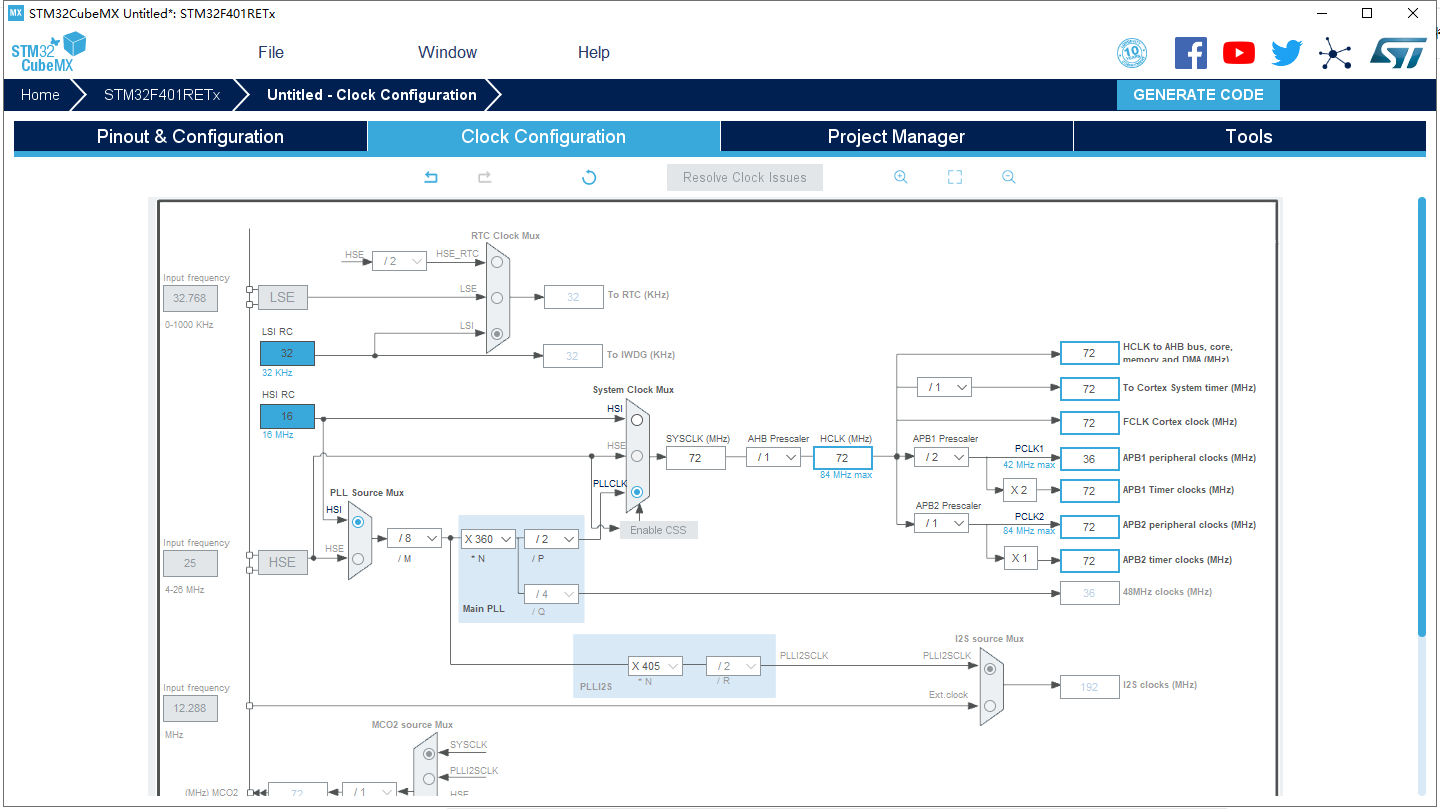 MX STM32CubeMX Untitled*: STM32F401RETx
STM32
CubeMX
File
Window
Help
10
ST
Home
STM32F401RETx
Untitled - Clock Configuration
GENERATE CODE
Pinout & Configuration
Clock Configuration
Project Manager
Tools
Resolve Clock Issues
RTC Clock Mux
HSE
/ 2
HSE_RTC
Input frequency
32.768
0-1000 KHz
LSE
LSE
32
To RTC (KHz)
LSI
LSI RC
32
32 KHz
32
To IWDG (KHz)
HCLK to AHB bus, core,
memory and DMA (MHz)
72
/ 1
72
To Cortex System timer (MHz)
HSI RC
16
16 MHz
System Clock Mux
HSI
72
FCLK Cortex clock (MHz)
HSE
SYSCLK (MHz)
72
AHB Prescaler
/ 1
HCLK (MHz)
72
84 MHz max
APB1 Prescaler
/ 2
PCLK1
42 MHz max
36
APB1 peripheral clocks (MHz)
PLLCLK
X 2
72
APB1 Timer clocks (MHz)
PLL Source Mux
HSI
APB2 Prescaler
/ 1
PCLK2
84 MHz max
72
APB2 peripheral clocks (MHz)
Enable CSS
Input frequency
25
4-26 MHz
HSE
HSE
/ 8
/ M
X 360
* N
/ 2
/ P
X 1
72
APB2 timer clocks (MHz)
/ 4
/ Q
Main PLL
36
48MHz clocks (MHz)
I2S source Mux
PLLI2S
X 405
* N
/ 2
/ R
PLLI2SCLK
PLLI2SCLK
192
I2S clocks (MHz)
Input frequency
12.288
MHz
Ext.clock
MCO2 source Mux
SYSCLK
PLLI2SCLK
HSE
(MHz) MCO2
72
/ 1